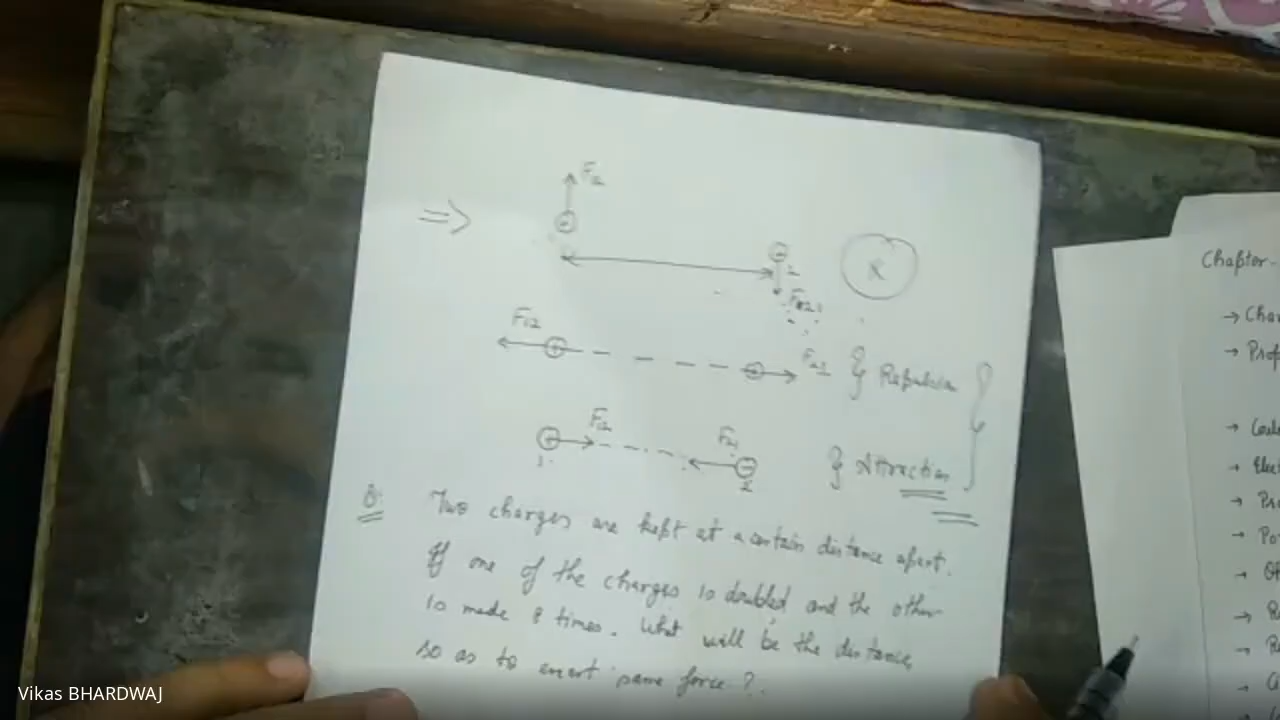 F12
⇒
2
F21
x
F12
F21
{ Repulsion }
F12
F21
1
2
{ Attraction
Q. Two charges are kept at a certain distance apart.
If one of the charges is doubled and the other
is made 8 times. What will be the distance,
so as to exert same force?
Chapter-
→
→
→
→
→
→
→
→
→
→
Vikas BHARDWAJ